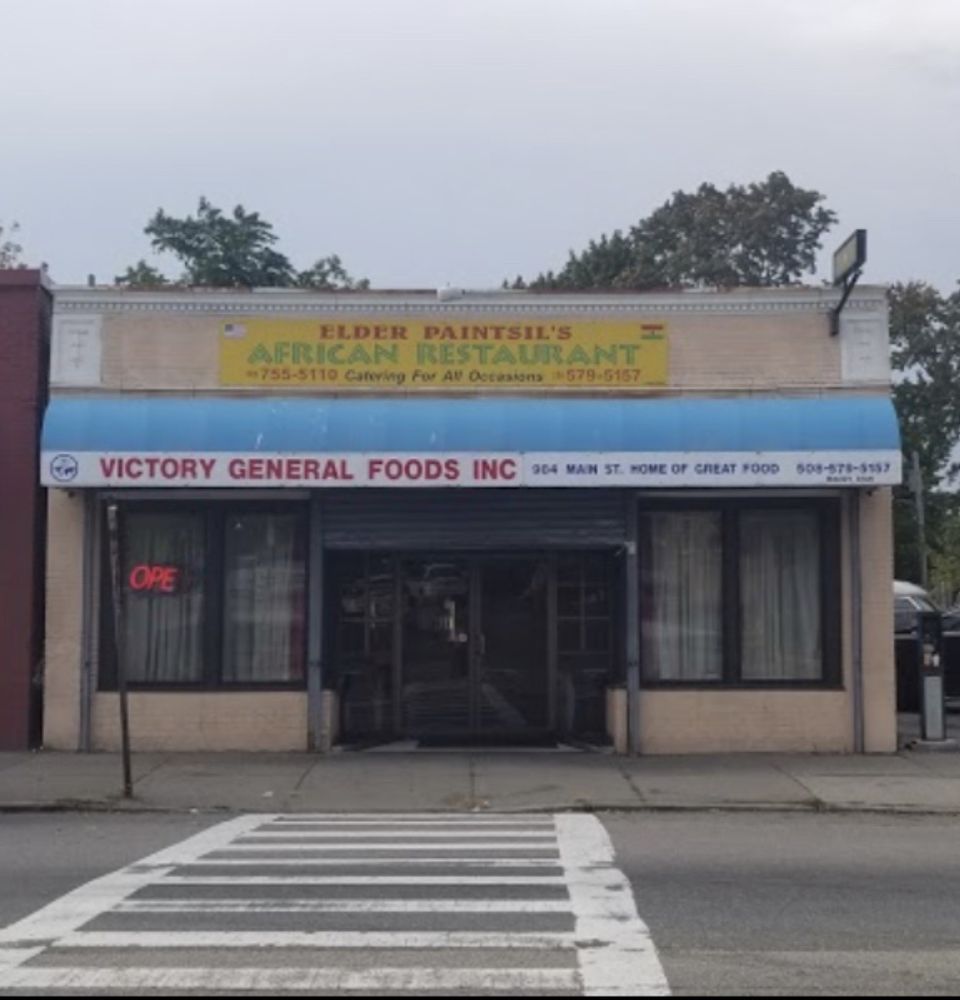 ELDER PAINTSIL'S
AFRICAN RESTAURANT
755-5110 Catering For All Occasions 579-5157
VICTORY GENERAL FOODS INC 904 MAIN ST. HOME OF GREAT FOOD 508-579-5157
OPE